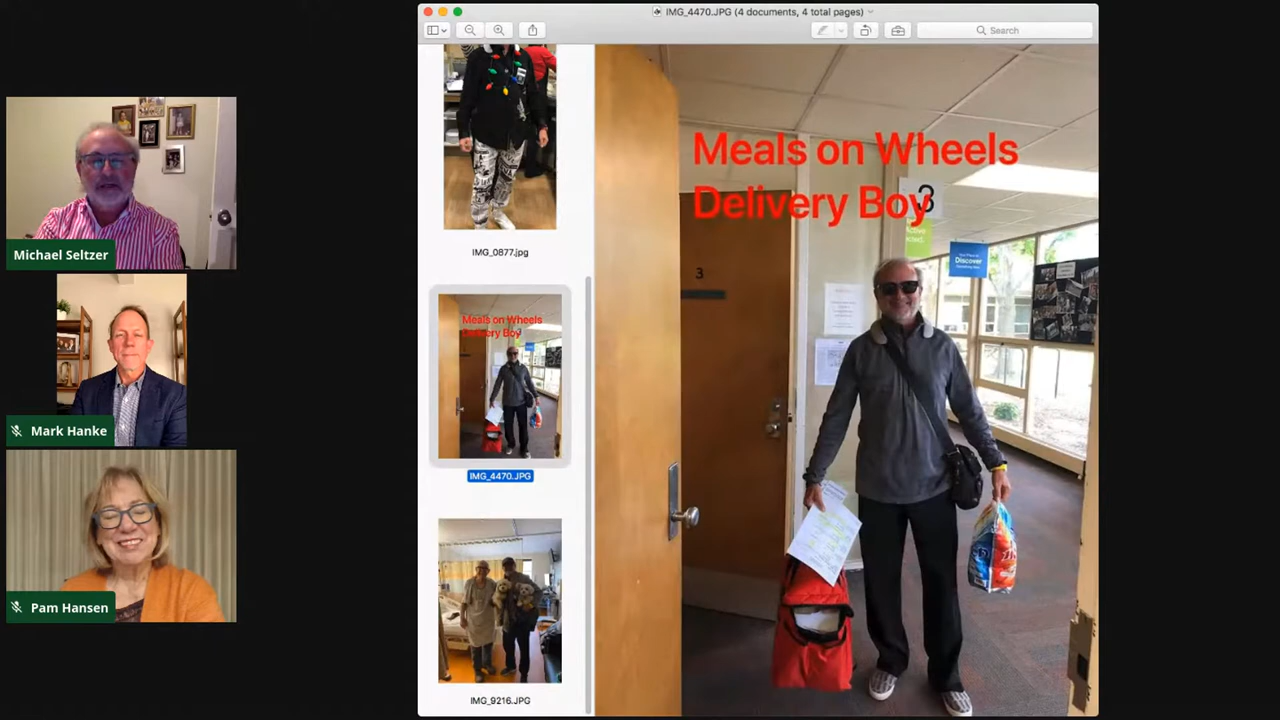 IMG_4470.JPG (4 documents, 4 total pages)
Search
Michael Seltzer
Mark Hanke
Pam Hansen
IMG_0877.jpg
Meals on Wheels
Delivery Boy
IMG_4470.JPG
IMG_9216.JPG
Meals on Wheels
Delivery Boy
3
3
Discover